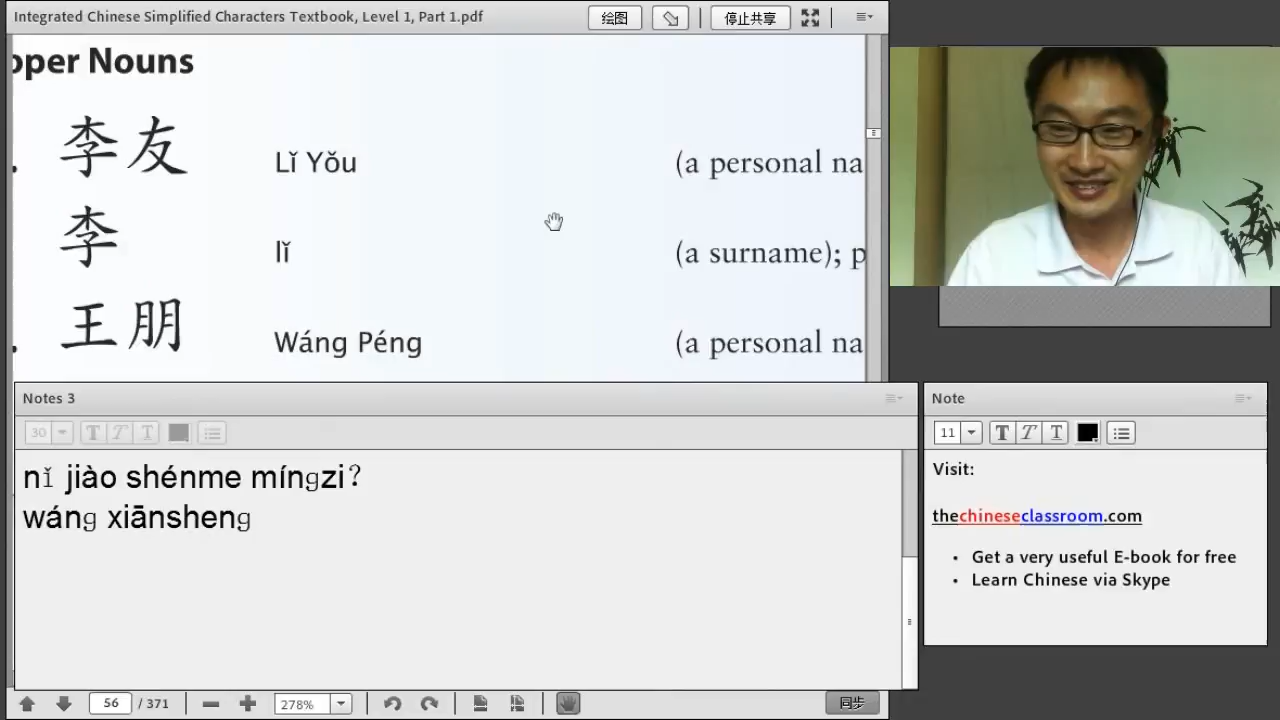 Integrated Chinese Simplified Characters Textbook, Level 1, Part 1.pdf
绘图
停止共享
oper Nouns
李友 Lǐ Yǒu (a personal na
李 lǐ (a surname); p
王朋 Wáng Péng (a personal na
Notes 3
30 T T T
nǐ jiào shénme míngzi?
wáng xiānsheng
Note
11 T T T
Visit:
thechineseclassroom.com
• Get a very useful E-book for free
• Learn Chinese via Skype
56 / 371
278%
同步